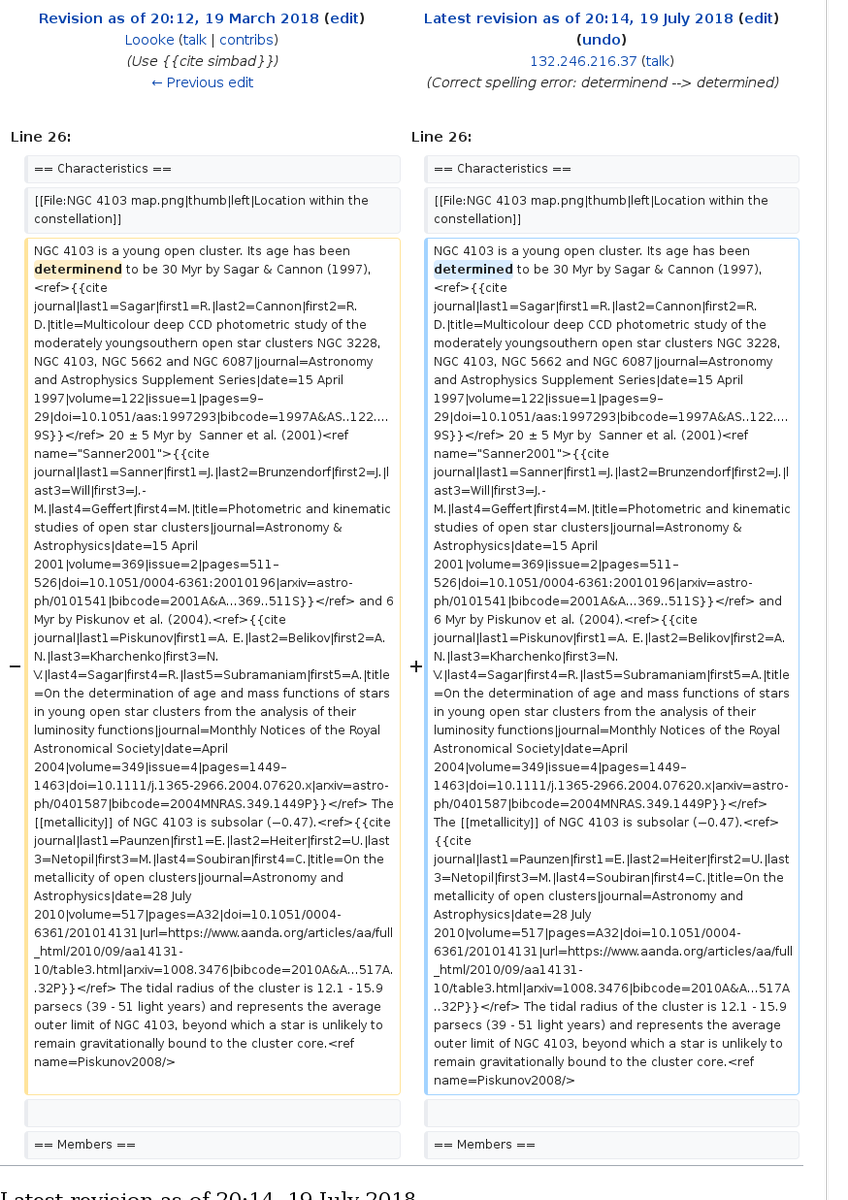 Revision as of 20:12, 19 March 2018 (edit)
Loooke (talk | contribs)
(Use {{cite simbad}})
← Previous edit
Latest revision as of 20:14, 19 July 2018 (edit)
(undo)
132.246.216.37 (talk)
(Correct spelling error: determinend --> determined)
Line 26:
Line 26:
== Characteristics ==
== Characteristics ==
[[File:NGC 4103 map.png|thumb|left|Location within the
constellation]]
[[File:NGC 4103 map.png|thumb|left|Location within the
constellation]]
−
NGC 4103 is a young open cluster. Its age has been
determinend to be 30 Myr by Sagar & Cannon (1997),
<ref>{{cite
journal|last1=Sagar|first1=R.|last2=Cannon|first2=R.
D.|title=Multicolour deep CCD photometric study of the
moderately youngsouthern open star clusters NGC 3228,
NGC 4103, NGC 5662 and NGC 6087|journal=Astronomy
and Astrophysics Supplement Series|date=15 April
1997|volume=122|issue=1|pages=9–
29|doi=10.1051/aas:1997293|bibcode=1997A&AS..122....
9S}}</ref> 20 ± 5 Myr by  Sanner et al. (2001)<ref
name="Sanner2001">{{cite
journal|last1=Sanner|first1=J.|last2=Brunzendorf|first2=J.|l
ast3=Will|first3=J.-
M.|last4=Geffert|first4=M.|title=Photometric and kinematic
studies of open star clusters|journal=Astronomy &
Astrophysics|date=15 April
2001|volume=369|issue=2|pages=511–
526|doi=10.1051/0004-6361:20010196|arxiv=astro-
ph/0101541|bibcode=2001A&A...369..511S}}</ref> and 6
Myr by Piskunov et al. (2004).<ref>{{cite
journal|last1=Piskunov|first1=A. E.|last2=Belikov|first2=A.
N.|last3=Kharchenko|first3=N.
V.|last4=Sagar|first4=R.|last5=Subramaniam|first5=A.|title
=On the determination of age and mass functions of stars
in young open star clusters from the analysis of their
luminosity functions|journal=Monthly Notices of the Royal
Astronomical Society|date=April
2004|volume=349|issue=4|pages=1449–
1463|doi=10.1111/j.1365-2966.2004.07620.x|arxiv=astro-
ph/0401587|bibcode=2004MNRAS.349.1449P}}</ref> The
[[metallicity]] of NGC 4103 is subsolar (−0.47).<ref>{{cite
journal|last1=Paunzen|first1=E.|last2=Heiter|first2=U.|last
3=Netopil|first3=M.|last4=Soubiran|first4=C.|title=On the
metallicity of open clusters|journal=Astronomy and
Astrophysics|date=28 July
2010|volume=517|pages=A32|doi=10.1051/0004-
6361/201014131|url=https://www.aanda.org/articles/aa/full
_html/2010/09/aa14131-
10/table3.html|arxiv=1008.3476|bibcode=2010A&A...517A.
.32P}}</ref> The tidal radius of the cluster is 12.1 - 15.9
parsecs (39 - 51 light years) and represents the average
outer limit of NGC 4103, beyond which a star is unlikely to
remain gravitationally bound to the cluster core.<ref
name=Piskunov2008/>
+
NGC 4103 is a young open cluster. Its age has been
determined to be 30 Myr by Sagar & Cannon (1997),
<ref>{{cite
journal|last1=Sagar|first1=R.|last2=Cannon|first2=R.
D.|title=Multicolour deep CCD photometric study of the
moderately youngsouthern open star clusters NGC 3228,
NGC 4103, NGC 5662 and NGC 6087|journal=Astronomy
and Astrophysics Supplement Series|date=15 April
1997|volume=122|issue=1|pages=9–
29|doi=10.1051/aas:1997293|bibcode=1997A&AS..122....
9S}}</ref> 20 ± 5 Myr by  Sanner et al. (2001)<ref
name="Sanner2001">{{cite
journal|last1=Sanner|first1=J.|last2=Brunzendorf|first2=J.|l
ast3=Will|first3=J.-
M.|last4=Geffert|first4=M.|title=Photometric and kinematic
studies of open star clusters|journal=Astronomy &
Astrophysics|date=15 April
2001|volume=369|issue=2|pages=511–
526|doi=10.1051/0004-6361:20010196|arxiv=astro-
ph/0101541|bibcode=2001A&A...369..511S}}</ref> and
6 Myr by Piskunov et al. (2004).<ref>{{cite
journal|last1=Piskunov|first1=A. E.|last2=Belikov|first2=A.
N.|last3=Kharchenko|first3=N.
V.|last4=Sagar|first4=R.|last5=Subramaniam|first5=A.|title
=On the determination of age and mass functions of stars
in young open star clusters from the analysis of their
luminosity functions|journal=Monthly Notices of the Royal
Astronomical Society|date=April
2004|volume=349|issue=4|pages=1449–
1463|doi=10.1111/j.1365-2966.2004.07620.x|arxiv=astro-
ph/0401587|bibcode=2004MNRAS.349.1449P}}</ref>
The [[metallicity]] of NGC 4103 is subsolar (−0.47).<ref>
{{cite
journal|last1=Paunzen|first1=E.|last2=Heiter|first2=U.|last
3=Netopil|first3=M.|last4=Soubiran|first4=C.|title=On the
metallicity of open clusters|journal=Astronomy and
Astrophysics|date=28 July
2010|volume=517|pages=A32|doi=10.1051/0004-
6361/201014131|url=https://www.aanda.org/articles/aa/full
_html/2010/09/aa14131-
10/table3.html|arxiv=1008.3476|bibcode=2010A&A...517A
..32P}}</ref> The tidal radius of the cluster is 12.1 - 15.9
parsecs (39 - 51 light years) and represents the average
outer limit of NGC 4103, beyond which a star is unlikely to
remain gravitationally bound to the cluster core.<ref
name=Piskunov2008/>
== Members ==
== Members ==
Latest revision as of 20:14, 19 July 2018